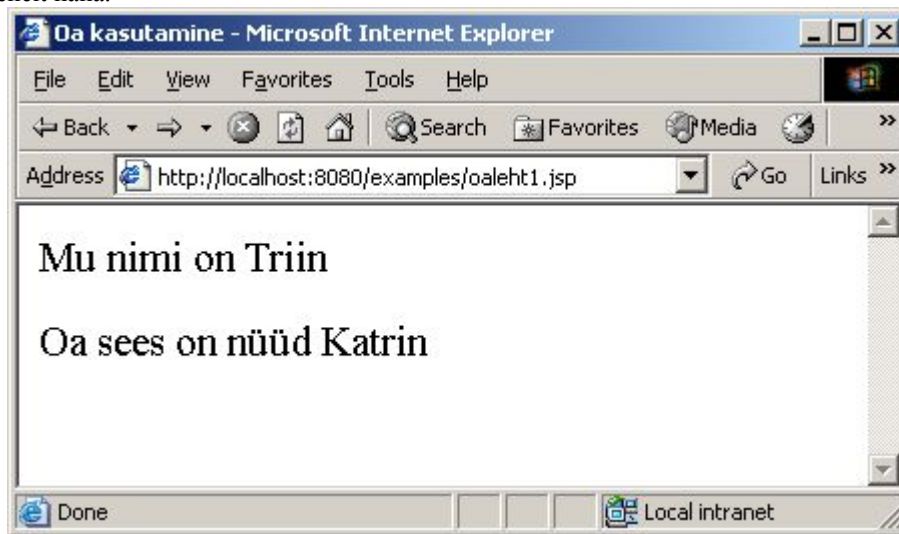 Oa kasutamine - Microsoft Internet Explorer
File Edit View Favorites Tools Help
Back Search Favorites Media »
Address http://localhost:8080/examples/oaleht1.jsp Go Links »
Mu nimi on Triin
Oa sees on nüüd Katrin
Done Local intranet